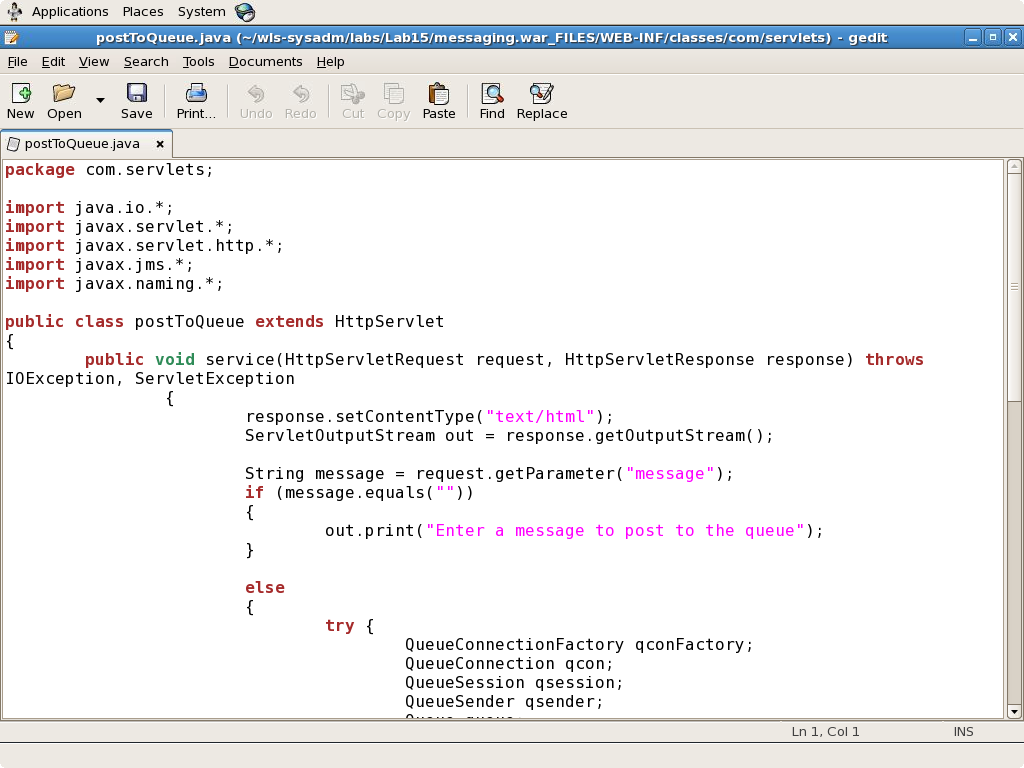 Applications Places System
postToQueue.java (~/wls-sysadm/labs/Lab15/messaging.war_FILES/WEB-INF/classes/com/servlets) - gedit
File Edit View Search Tools Documents Help
New Open Save Print... Undo Redo Cut Copy Paste Find Replace
postToQueue.java
package com.servlets;
import java.io.*;
import javax.servlet.*;
import javax.servlet.http.*;
import javax.jms.*;
import javax.naming.*;
public class postToQueue extends HttpServlet
{
public void service(HttpServletRequest request, HttpServletResponse response) throws
IOException, ServletException
{
response.setContentType("text/html");
ServletOutputStream out = response.getOutputStream();
String message = request.getParameter("message");
if (message.equals(""))
{
out.print("Enter a message to post to the queue");
}
else
{
try {
QueueConnectionFactory qconFactory;
QueueConnection qcon;
QueueSession qsession;
QueueSender qsender;
Ln 1, Col 1 INS